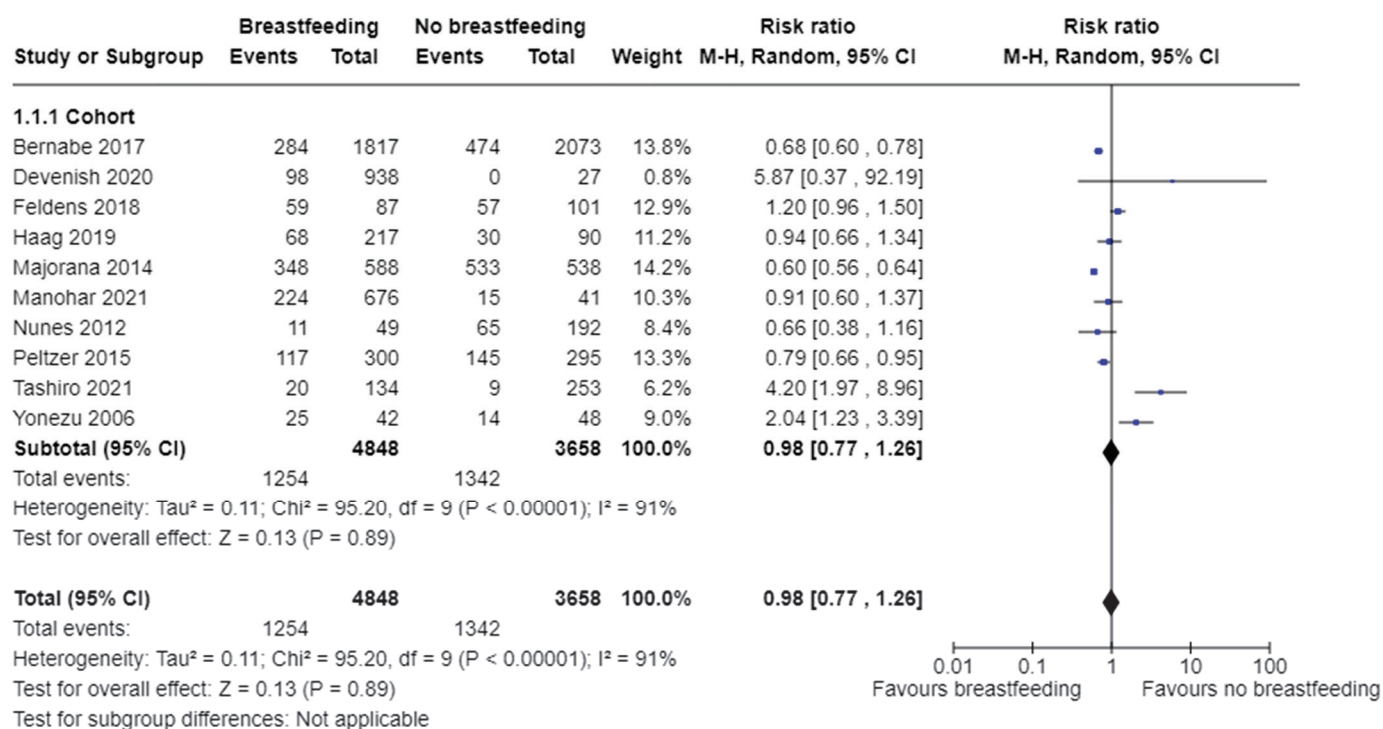 Breastfeeding No breastfeeding Risk ratio Risk ratio
Study or Subgroup Events Total Events Total Weight M-H, Random, 95% CI M-H, Random, 95% CI
1.1.1 Cohort
Bernabe 2017 284 1817 474 2073 13.8% 0.68 [0.60 , 0.78]
Devenish 2020 98 938 0 27 0.8% 5.87 [0.37 , 92.19]
Feldens 2018 59 87 57 101 12.9% 1.20 [0.96 , 1.50]
Haag 2019 68 217 30 90 11.2% 0.94 [0.66 , 1.34]
Majorana 2014 348 588 533 538 14.2% 0.60 [0.56 , 0.64]
Manohar 2021 224 676 15 41 10.3% 0.91 [0.60 , 1.37]
Nunes 2012 11 49 65 192 8.4% 0.66 [0.38 , 1.16]
Peltzer 2015 117 300 145 295 13.3% 0.79 [0.66 , 0.95]
Tashiro 2021 20 134 9 253 6.2% 4.20 [1.97 , 8.96]
Yonezu 2006 25 42 14 48 9.0% 2.04 [1.23 , 3.39]
Subtotal (95% CI) 4848 3658 100.0% 0.98 [0.77 , 1.26]
Total events: 1254 1342
Heterogeneity: Tau² = 0.11; Chi² = 95.20, df = 9 (P < 0.00001); I² = 91%
Test for overall effect: Z = 0.13 (P = 0.89)
Total (95% CI) 4848 3658 100.0% 0.98 [0.77 , 1.26]
Total events: 1254 1342
Heterogeneity: Tau² = 0.11; Chi² = 95.20, df = 9 (P < 0.00001); I² = 91%
Test for overall effect: Z = 0.13 (P = 0.89)
Test for subgroup differences: Not applicable
0.01 0.1 1 10 100
Favours breastfeeding Favours no breastfeeding